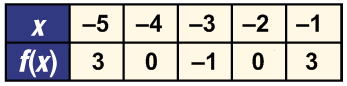 x –5 –4 –3 –2 –1
f(x) 3 0 –1 0 3